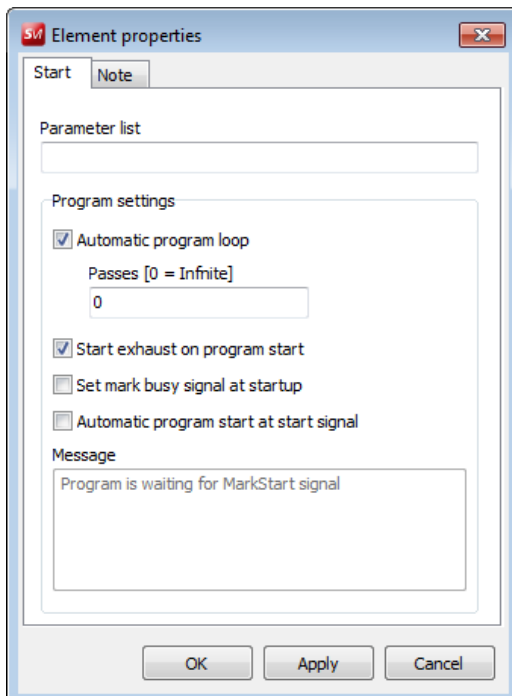 SM Element properties
Start Note
Parameter list
Program settings
Automatic program loop
Passes [0 = Infnite]
0
Start exhaust on program start
Set mark busy signal at startup
Automatic program start at start signal
Message
Program is waiting for MarkStart signal
OK Apply Cancel